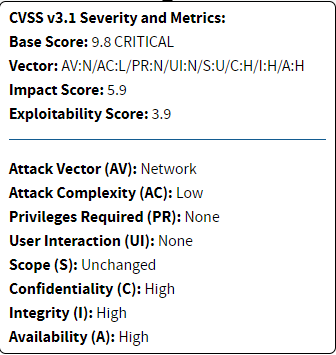 CVSS v3.1 Severity and Metrics:
Base Score: 9.8 CRITICAL
Vector: AV:N/AC:L/PR:N/UI:N/S:U/C:H/I:H/A:H
Impact Score: 5.9
Exploitability Score: 3.9
Attack Vector (AV): Network
Attack Complexity (AC): Low
Privileges Required (PR): None
User Interaction (UI): None
Scope (S): Unchanged
Confidentiality (C): High
Integrity (I): High
Availability (A): High